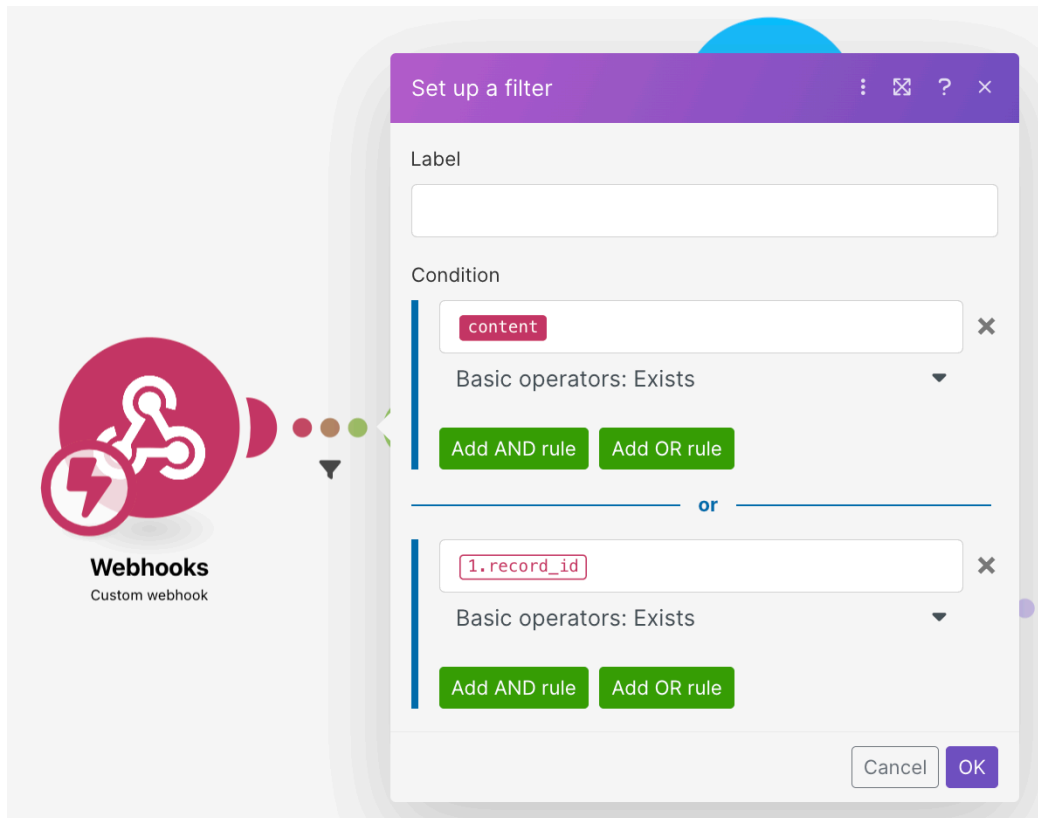 Set up a filter
?
Label
Condition
content
Basic operators: Exists
Add AND rule Add OR rule
or
1.record_id
Basic operators: Exists
Add AND rule Add OR rule
Cancel OK
Webhooks
Custom webhook